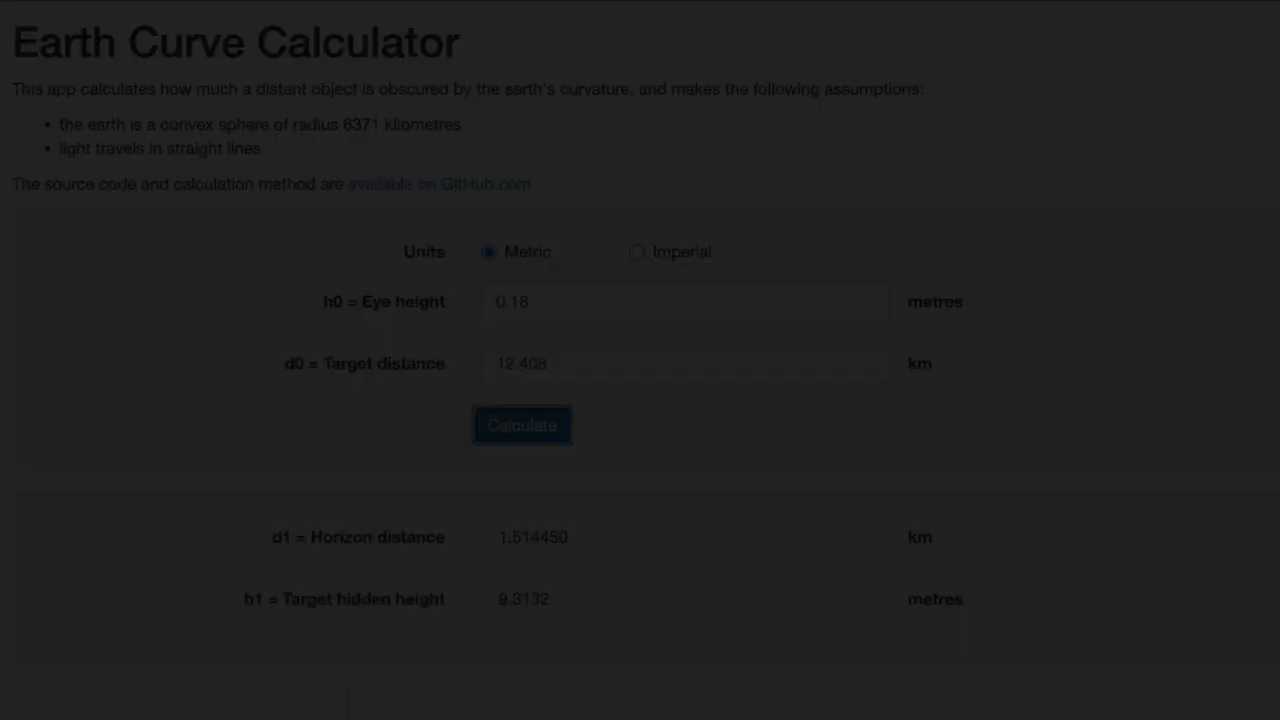 Earth Curve Calculator
This app calculates how much a distant object is obscured by the earth's curvature, and makes the following assumptions:
• the earth is a convex sphere of radius 6371 kilometres
• light travels in straight lines
The source code and calculation method are available on GitHub.com
Units Metric Imperial
h0 = Eye height 0.18 metres
d0 = Target distance 12.408 km
Calculate
d1 = Horizon distance 1.514450 km
h1 = Target hidden height 9.3132 metres